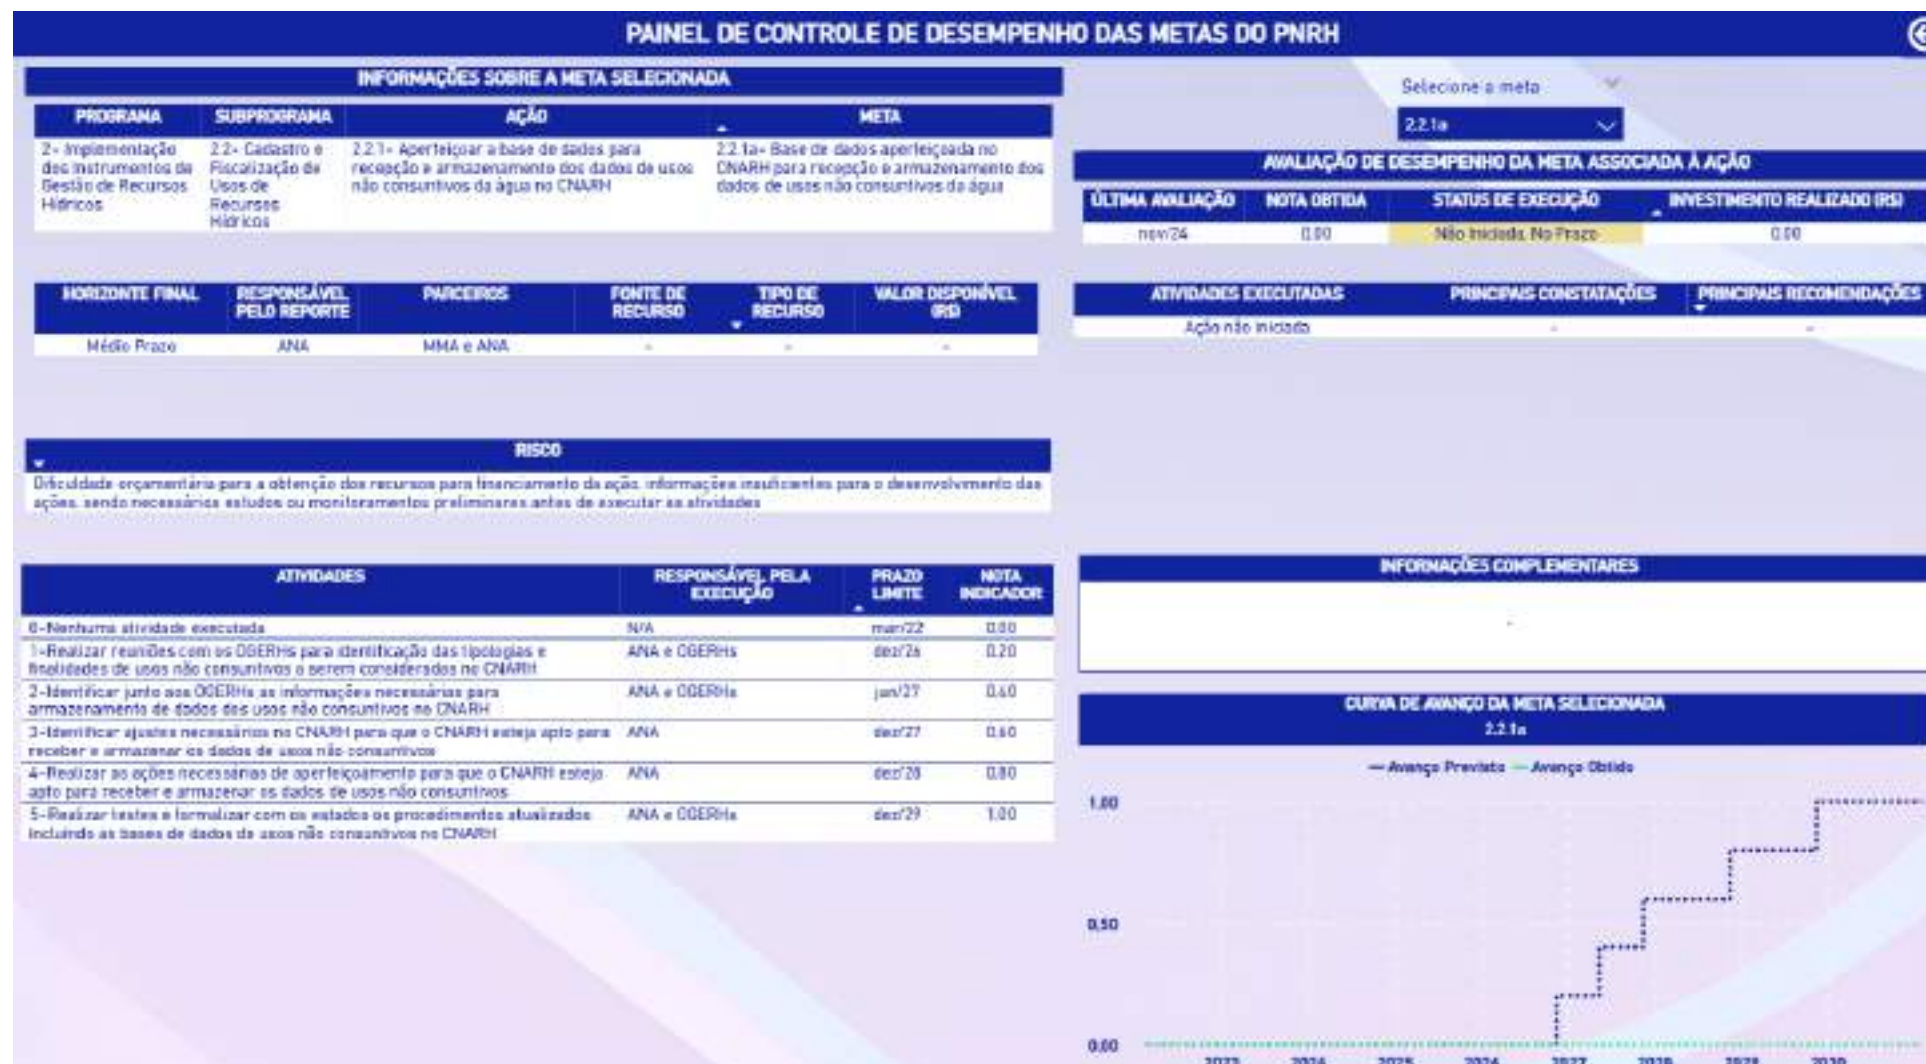 PAINEL DE CONTROLE DE DESEMPENHO DAS METAS DO PNRH
INFORMAÇÕES SOBRE A META SELECIONADA
PROGRAMA SUBPROGRAMA AÇÃO META
2- Implementação dos Instrumentos de Gestão de Recursos Hídricos
2.2- Cadastro e Fiscalização de Usos de Recursos Hídricos
2.2.1- Aperfeiçoar a base de dados para recepção e armazenamento dos dados de usos não consuntivos da água no CNARH
2.2.1a- Base de dados aperfeiçoada no CNARH para recepção e armazenamento dos dados de usos não consuntivos da água
Selecione a meta
2.2.1a
AVALIAÇÃO DE DESEMPENHO DA META ASSOCIADA À AÇÃO
ÚLTIMA AVALIAÇÃO NOTA OBTIDA STATUS DE EXECUÇÃO INVESTIMENTO REALIZADO (R$)
nov/24 0.00 Não Iniciada. No Prazo 0.00
HORIZONTE FINAL RESPONSÁVEL PELO REPORTE PARCEIROS FONTE DE RECURSO TIPO DE RECURSO VALOR DISPONÍVEL (R$)
Médio Prazo ANA MMA e ANA - - -
ATIVIDADES EXECUTADAS PRINCIPAIS CONSTATAÇÕES PRINCIPAIS RECOMENDAÇÕES
Ação não iniciada - -
RISCO
Dificuldade orçamentária para a obtenção dos recursos para financiamento da ação. informações insuficientes para o desenvolvimento das
ações. sendo necessários estudos ou monitoramentos preliminares antes de executar as atividades
ATIVIDADES RESPONSÁVEL PELA EXECUÇÃO PRAZO LIMITE NOTA INDICADOR
0-Nenhuma atividade executada N/A mar/22 0.00
1-Realizar reuniões com os OGERHs para identificação das tipologias e ANA e OGERHs dez/26 0.20
finalidades de usos não consuntivos a serem considerados no CNARH
2-Identificar junto aos OGERHs as informações necessárias para ANA e OGERHs jun/27 0.40
armazenamento de dados dos usos não consuntivos no CNARH
3-Identificar ajustes necessários no CNARH para que o CNARH esteja apto para ANA dez/27 0.60
receber e armazenar os dados de usos não consuntivos
4-Realizar as ações necessárias de aperfeiçoamento para que o CNARH esteja ANA dez/28 0.80
apto para receber e armazenar os dados de usos não consuntivos
5-Realizar testes e formalizar com os estados os procedimentos atualizados ANA e OGERHs dez/29 1.00
incluindo as bases de dados de usos não consuntivos no CNARH
INFORMAÇÕES COMPLEMENTARES
-
CURVA DE AVANÇO DA META SELECIONADA
2.2.1a
Avanço Previsto Avanço Obtido
1.00
0.50
0.00
2023 2024 2025 2026 2027 2028 2029 2030